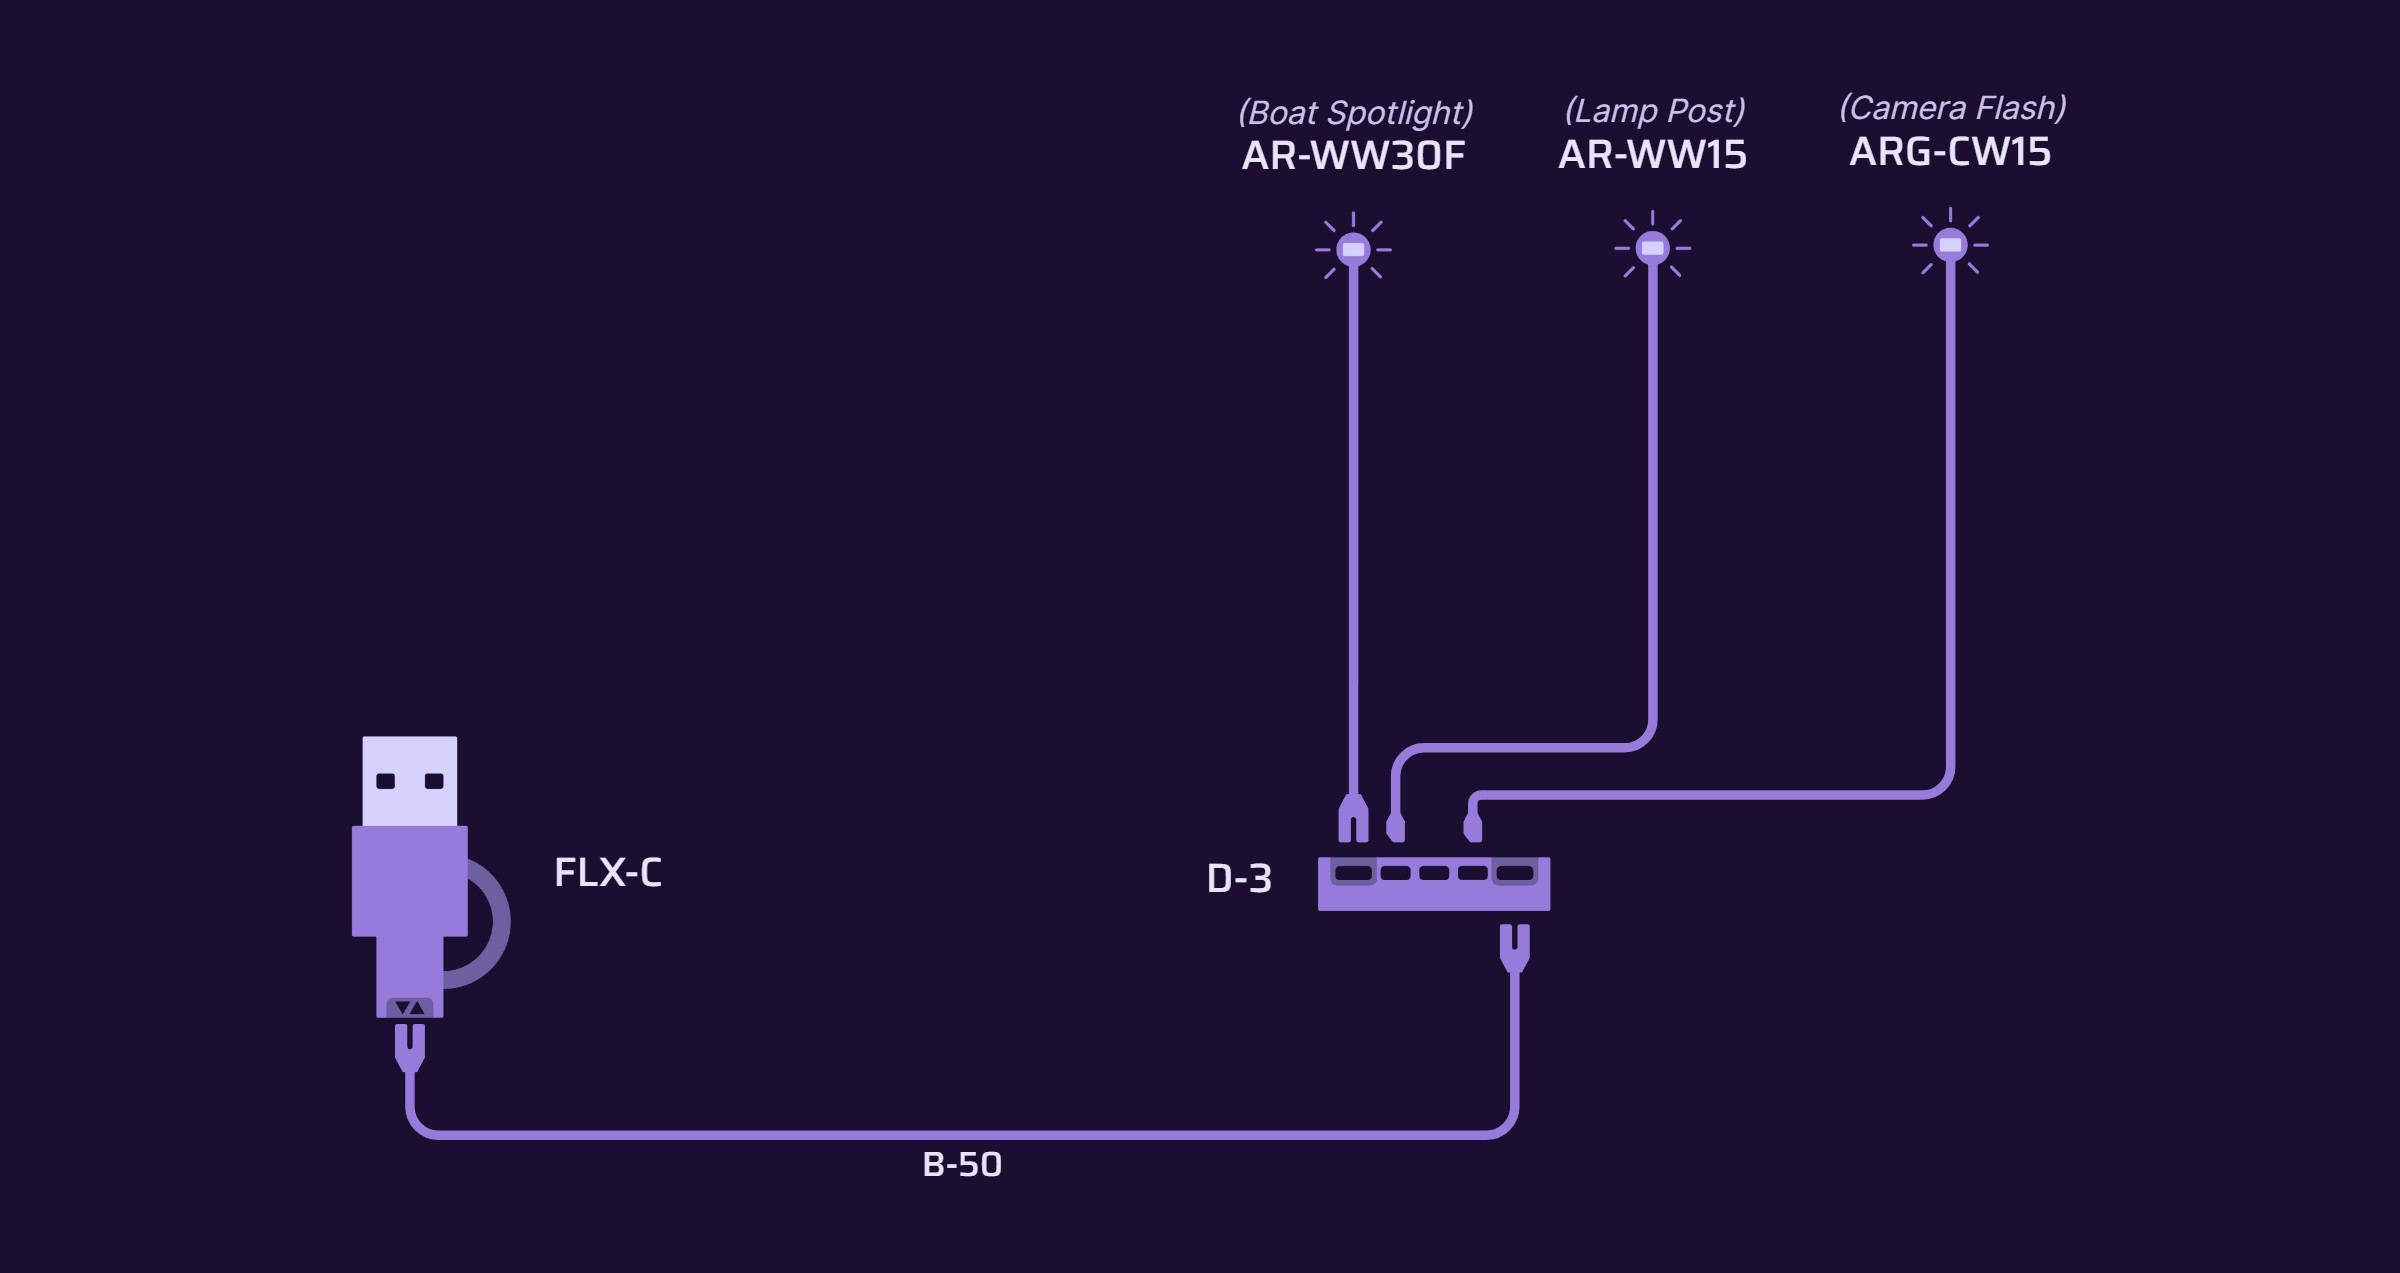 (Boat Spotlight)
AR-WW30F
(Lamp Post)
AR-WW15
(Camera Flash)
ARG-CW15
FLX-C
D-3
B-50